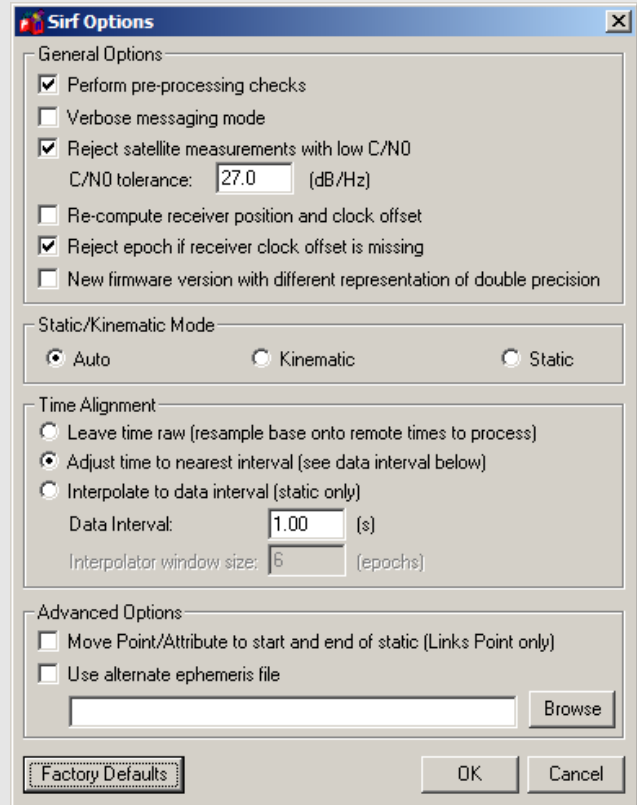 Sirf Options
General Options
Perform pre-processing checks
Verbose messaging mode
Reject satellite measurements with low C/N0
C/N0 tolerance: 27.0 (dB/Hz)
Re-compute receiver position and clock offset
Reject epoch if receiver clock offset is missing
New firmware version with different representation of double precision
Static/Kinematic Mode
Auto Kinematic Static
Time Alignment
Leave time raw (resample base onto remote times to process)
Adjust time to nearest interval (see data interval below)
Interpolate to data interval (static only)
Data Interval: 1.00 (s)
Interpolator window size: 6 (epochs)
Advanced Options
Move Point/Attribute to start and end of static (Links Point only)
Use alternate ephemeris file
Browse
Factory Defaults OK Cancel